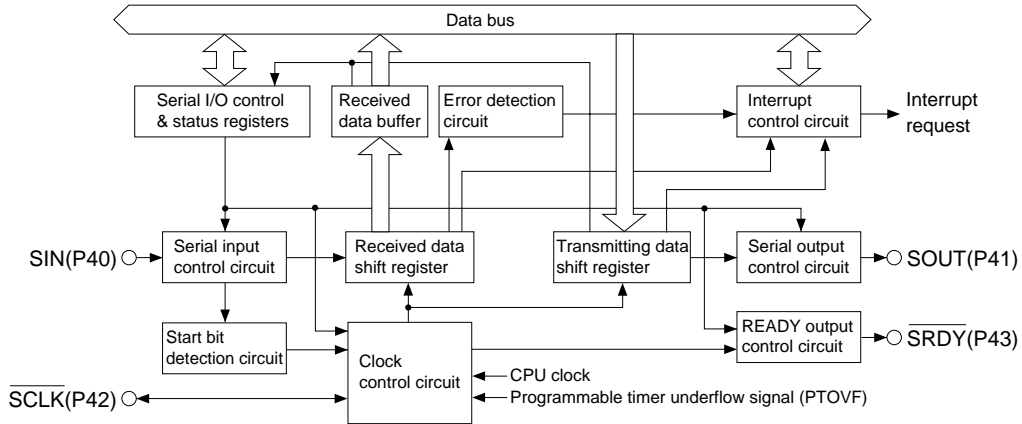 Data bus
Serial I/O control
& status registers
Received
data buffer
Error detection
circuit
Interrupt
control circuit
Interrupt
request
SIN(P40)
Serial input
control circuit
Received data
shift register
Transmitting data
shift register
Serial output
control circuit
SOUT(P41)
Start bit
detection circuit
Clock
control circuit
READY output
control circuit
S̅R̅D̅Y̅(P43)
CPU clock
S̅C̅L̅K̅(P42)
Programmable timer underflow signal (PTOVF)